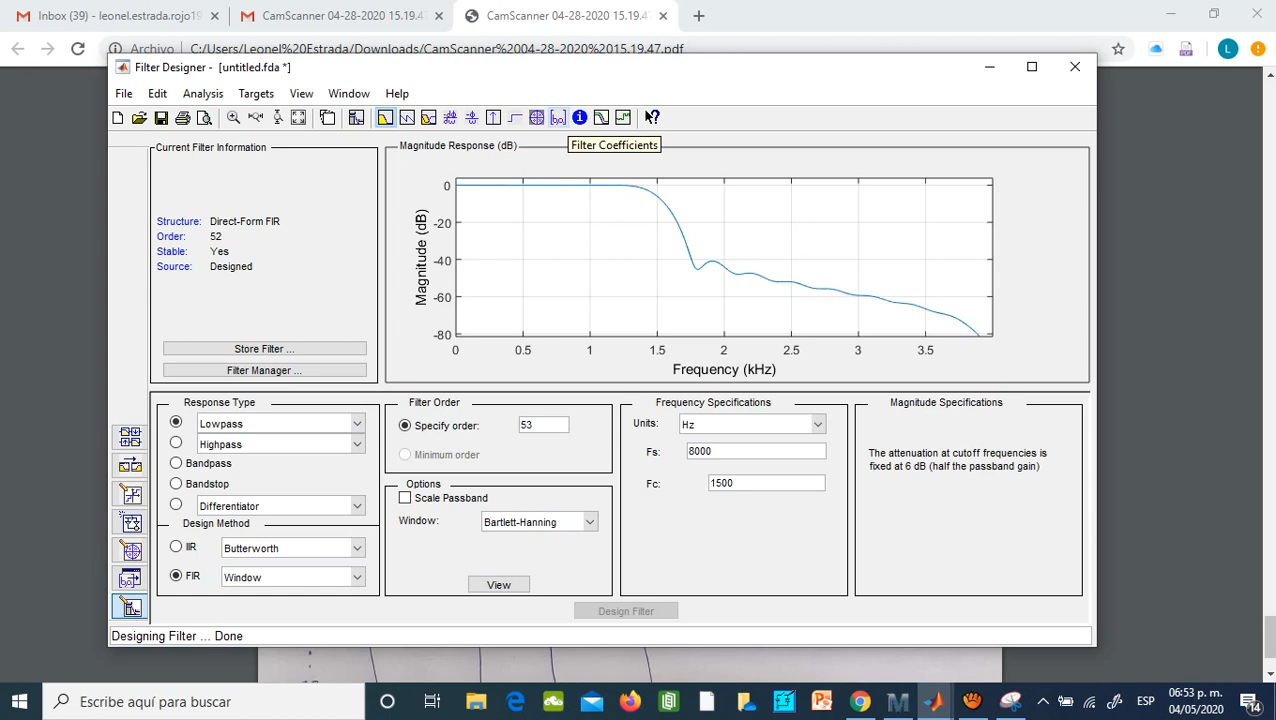 Inbox (39) - leonel.estrada.rojo19
CamScanner 04-28-2020 15.19.47.
CamScanner 04-28-2020 15.19.47.
Archivo
C:/Users/Leonel%20Estrada/Downloads/CamScanner%2004-28-2020%2015.19.47.pdf
L
Filter Designer - [untitled.fda *]
File Edit Analysis Targets View Window Help
Filter Coefficients
Current Filter Information
Structure: Direct-Form FIR
Order: 52
Stable: Yes
Source: Designed
Store Filter ...
Filter Manager ...
Magnitude Response (dB)
Magnitude (dB)
0
-20
-40
-60
-80
0 0.5 1 1.5 2 2.5 3 3.5
Frequency (kHz)
Response Type
Lowpass
Highpass
Bandpass
Bandstop
Differentiator
Design Method
IIR Butterworth
FIR Window
Filter Order
Specify order: 53
Minimum order
Options
Scale Passband
Window: Bartlett-Hanning
View
Frequency Specifications
Units: Hz
Fs: 8000
Fc: 1500
Magnitude Specifications
The attenuation at cutoff frequencies is
fixed at 6 dB (half the passband gain)
Design Filter
Designing Filter ... Done
Escribe aquí para buscar
ESP
06:53 p. m.
04/05/2020
14